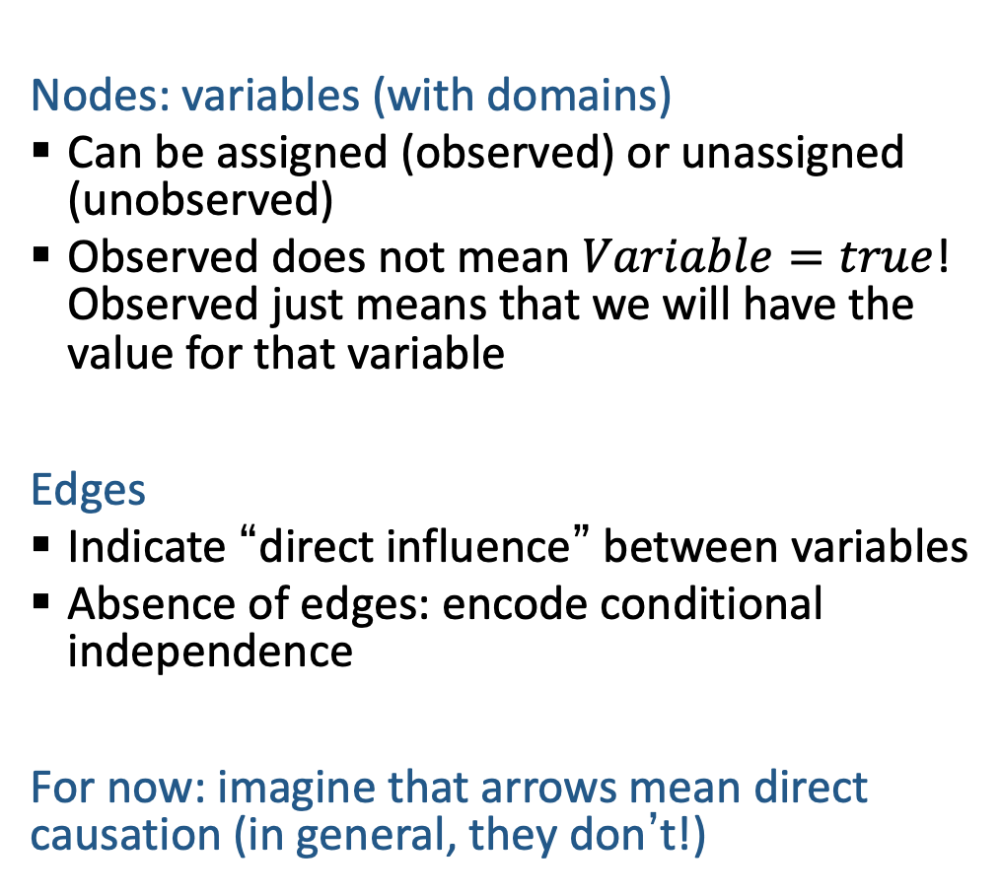 Nodes: variables (with domains)
▪ Can be assigned (observed) or unassigned
(unobserved)
▪ Observed does not mean Variable = true!
Observed just means that we will have the
value for that variable
Edges
▪ Indicate “direct influence” between variables
▪ Absence of edges: encode conditional
independence
For now: imagine that arrows mean direct
causation (in general, they don’t!)